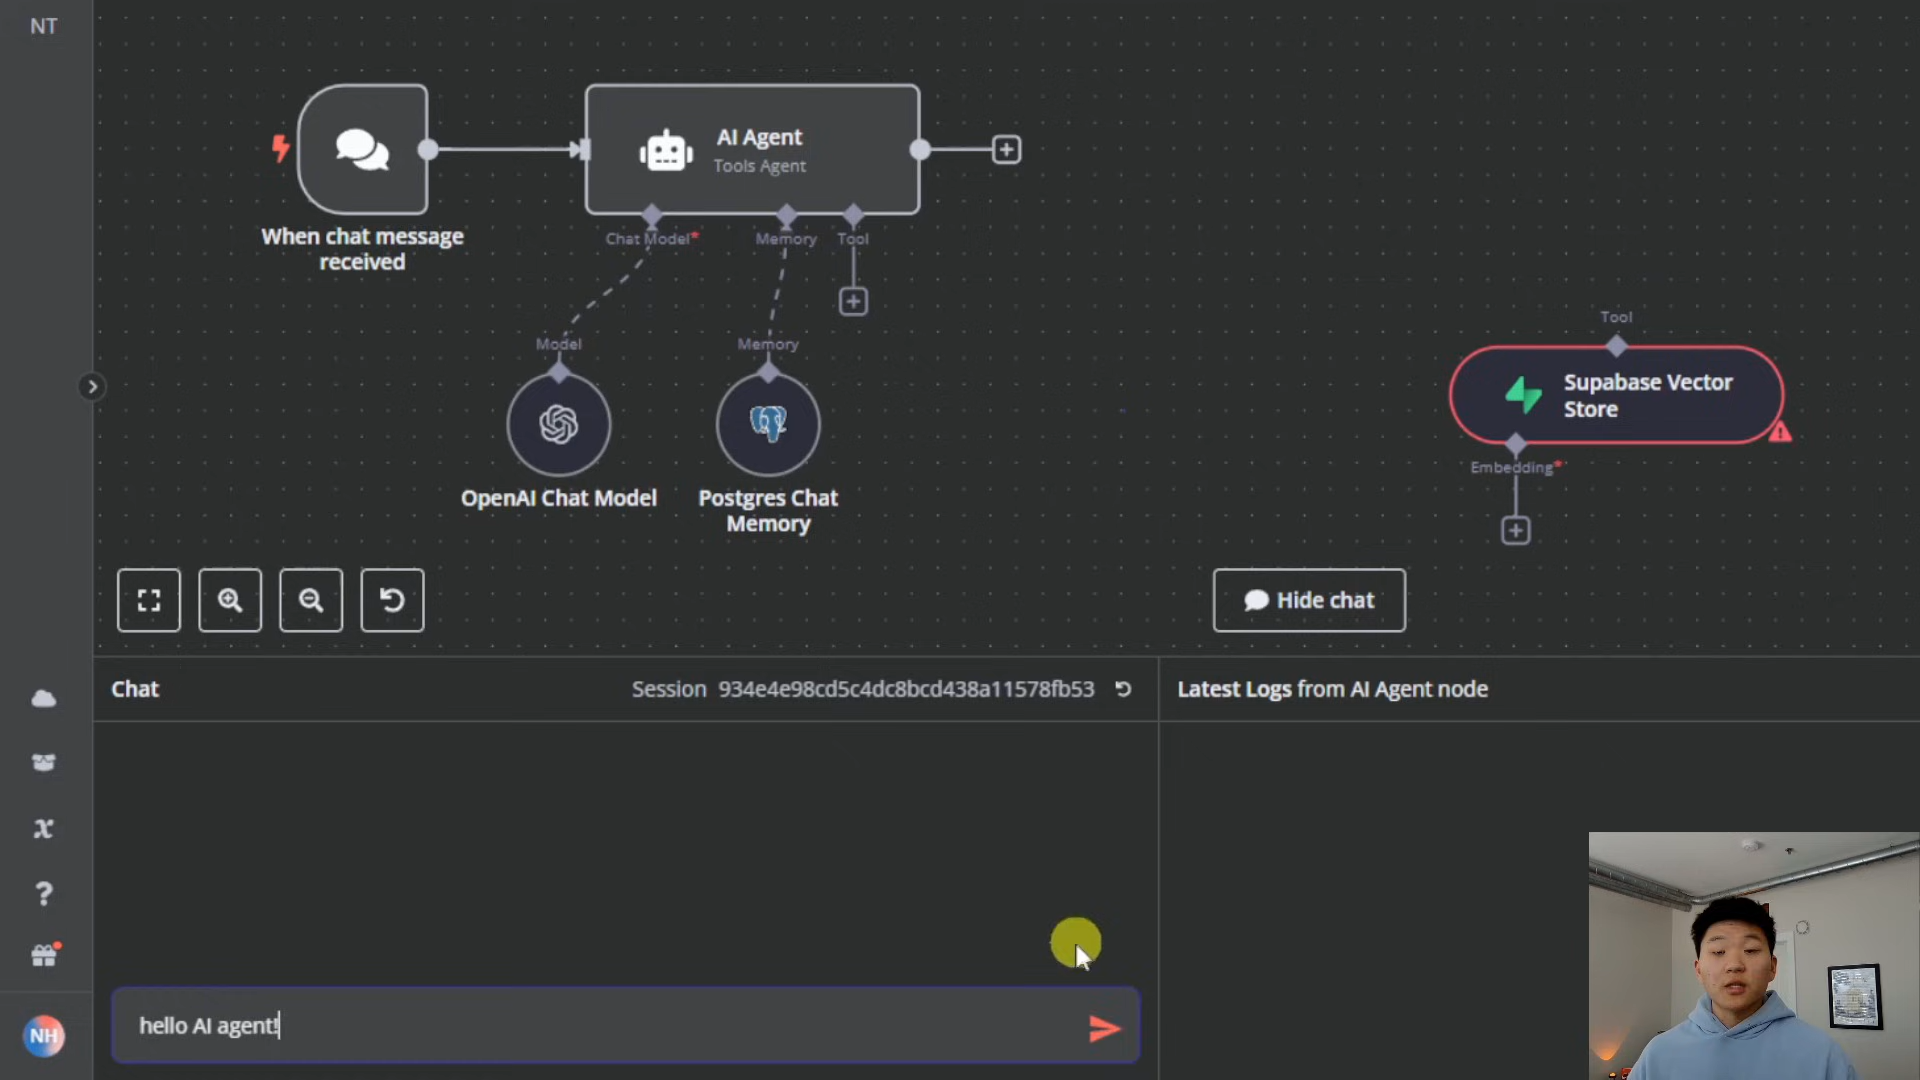 NT
AI Agent
Tools Agent
When chat message
received
Chat Model*
Memory
Tool
Model
Memory
OpenAI Chat Model
Postgres Chat
Memory
Tool
Supabase Vector
Store
Embedding*
Hide chat
Chat
Session 934e4e98cd5c4dc8bcd438a11578fb53
Latest Logs from AI Agent node
hello AI agent!
NH